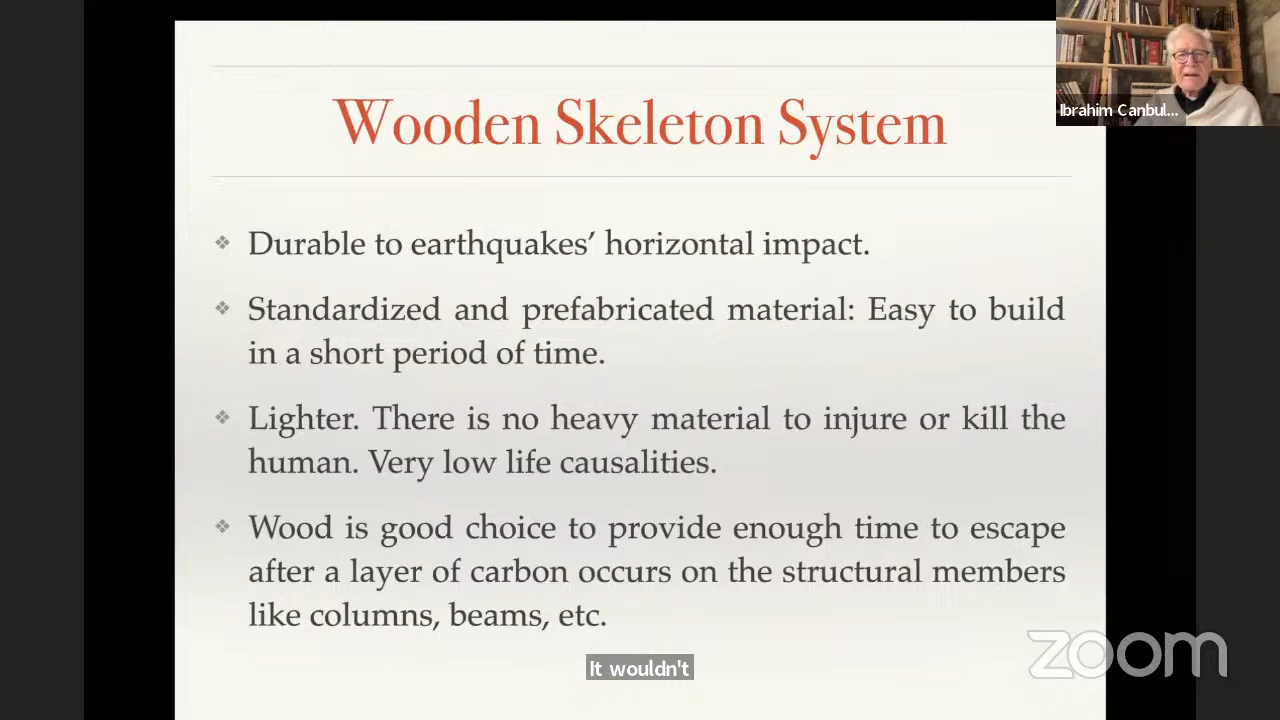 Wooden Skeleton System
Ibrahim Canbul...
❖ Durable to earthquakes’ horizontal impact.
❖ Standardized and prefabricated material: Easy to build
in a short period of time.
❖ Lighter. There is no heavy material to injure or kill the
human. Very low life causalities.
❖ Wood is good choice to provide enough time to escape
after a layer of carbon occurs on the structural members
like columns, beams, etc.
zoom
It wouldn't